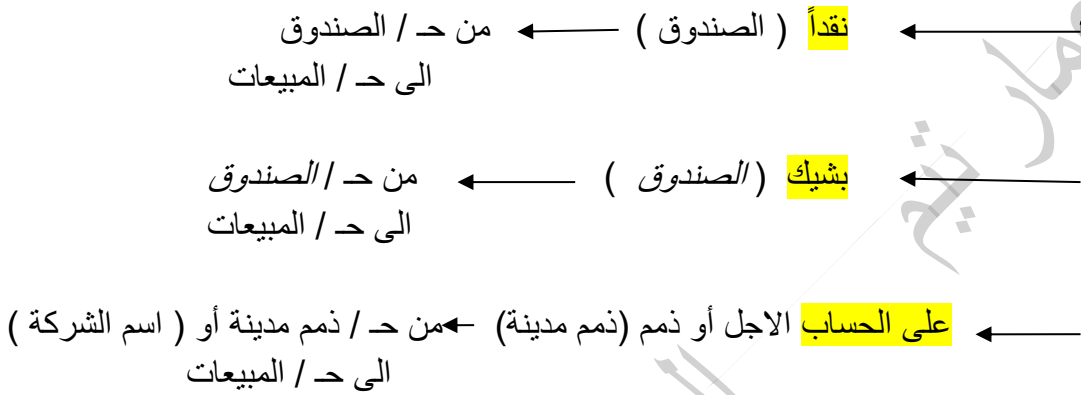 نقداً ( الصندوق ) من حـ / الصندوق
الى حـ / المبيعات
بشيك ( الصندوق ) من حـ / الصندوق
الى حـ / المبيعات
على الحساب الاجل أو ذمم (ذمم مدينة) من حـ / ذمم مدينة أو ( اسم الشركة )
الى حـ / المبيعات